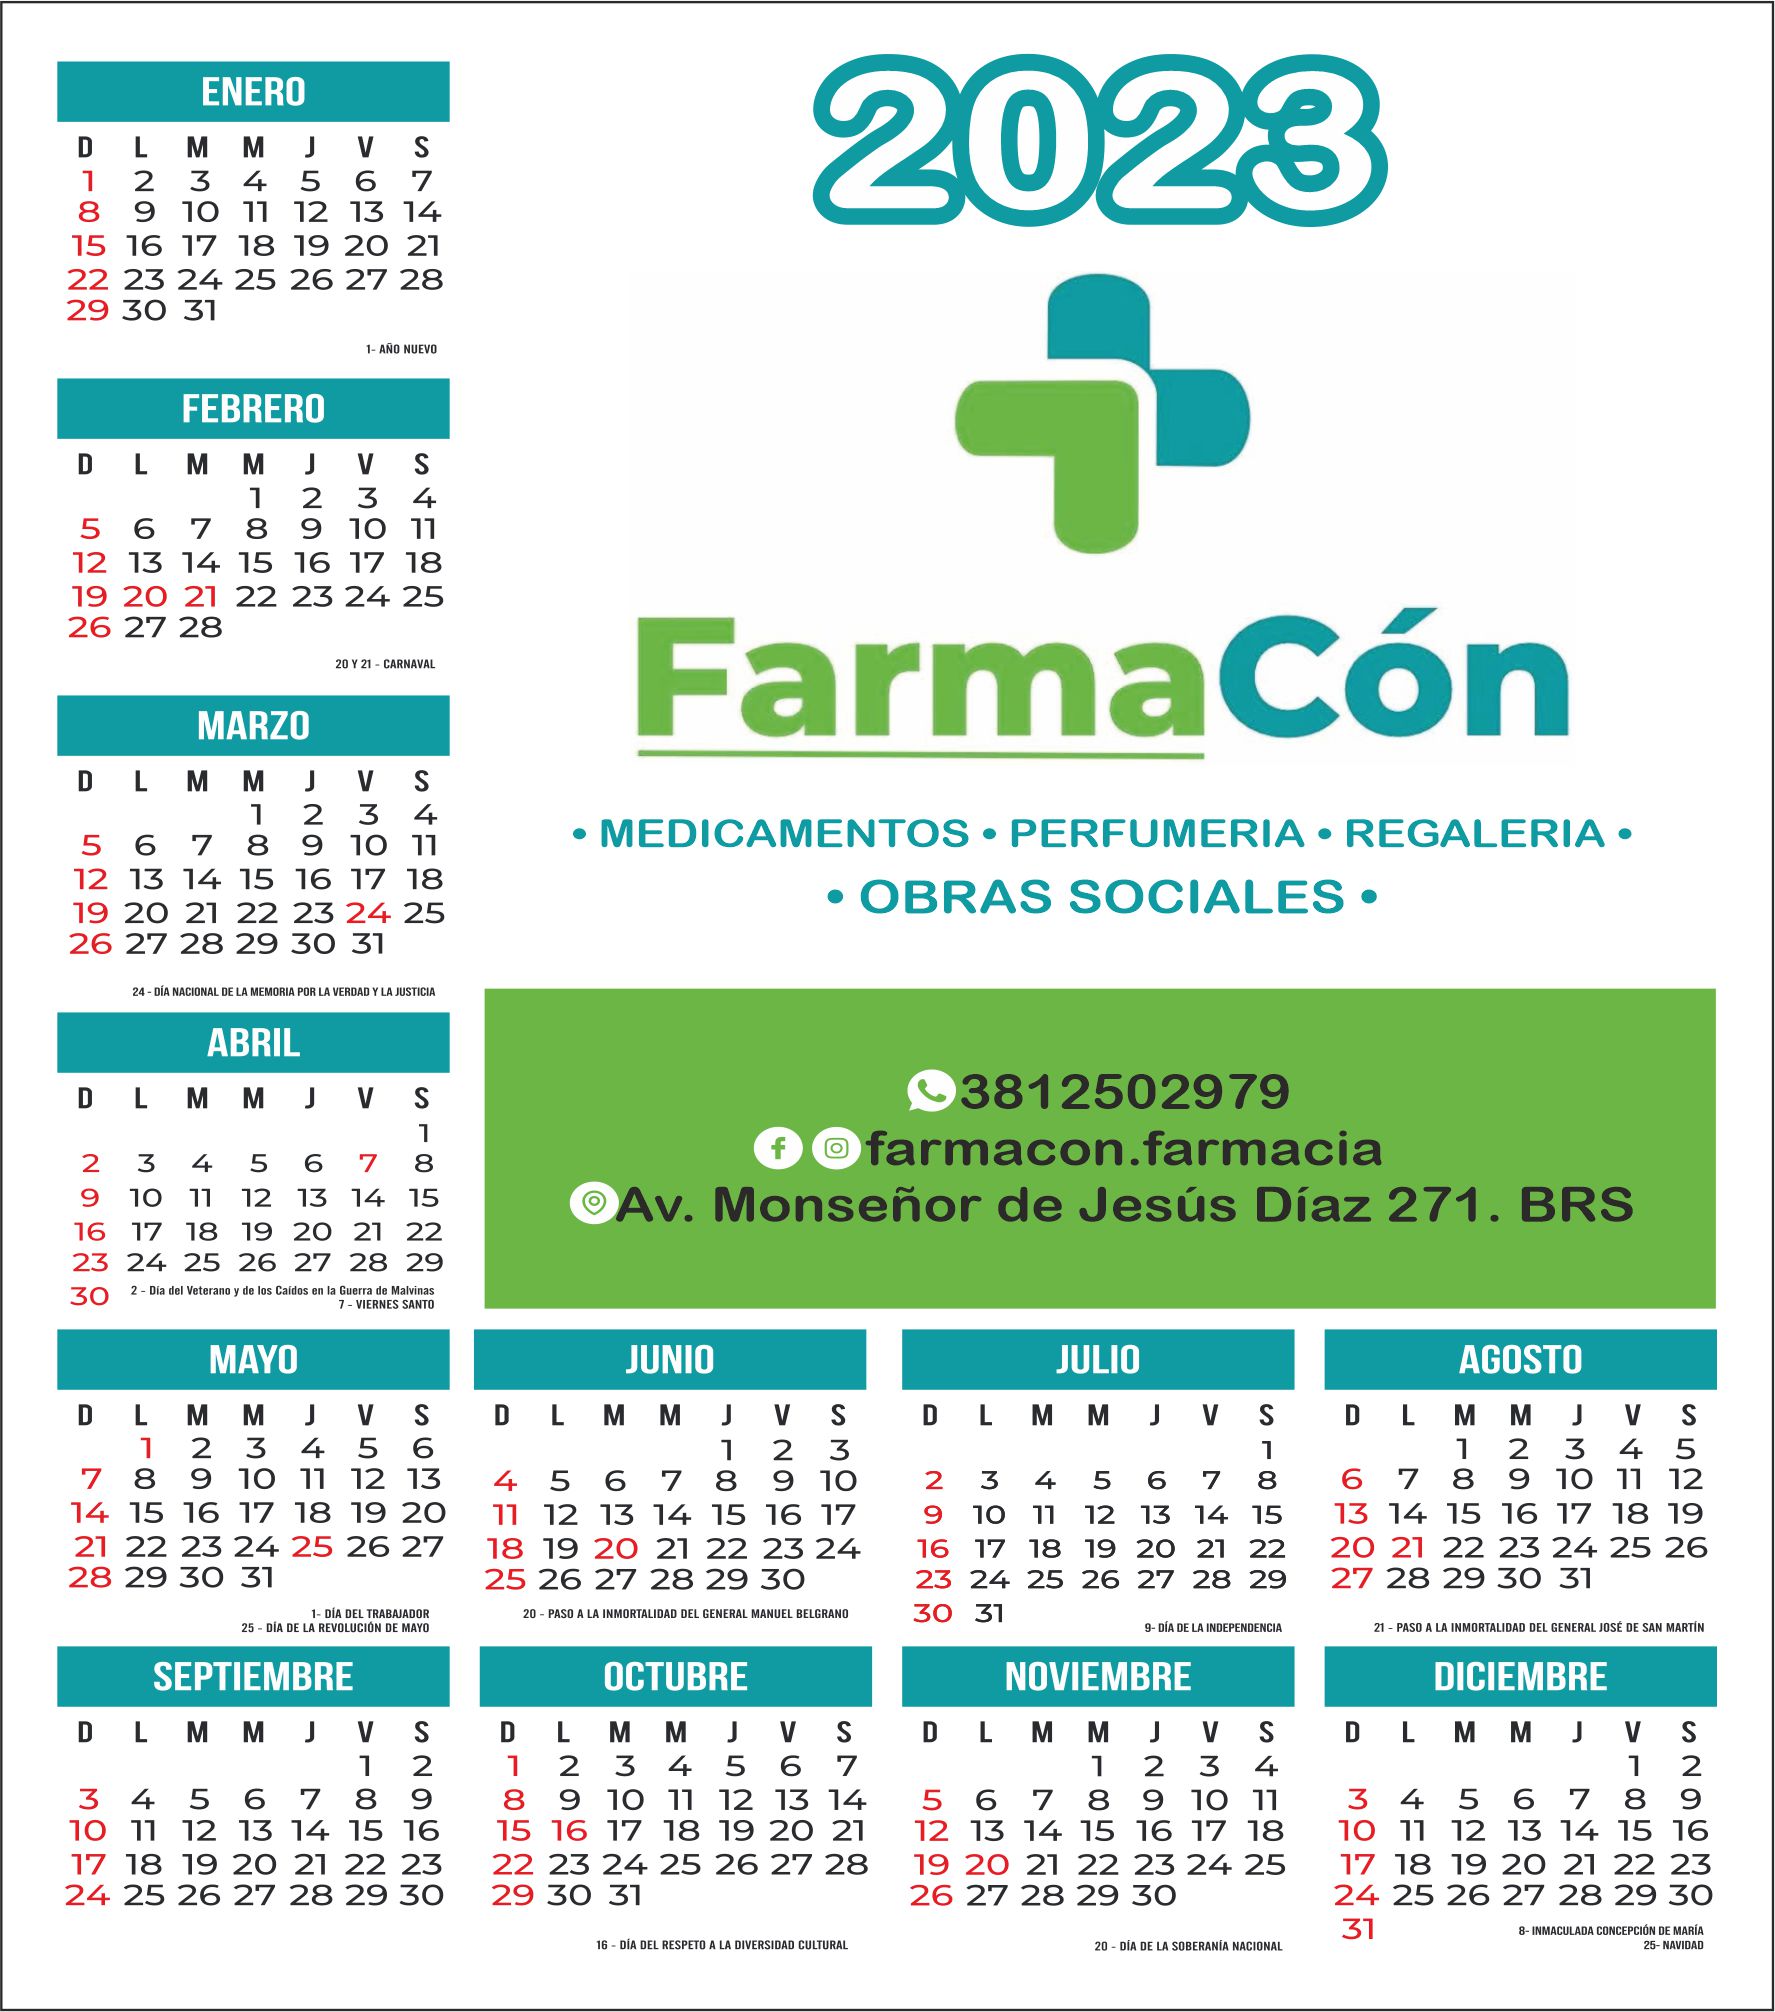 2023
FarmaCón
• MEDICAMENTOS • PERFUMERIA • REGALERIA •
• OBRAS SOCIALES •
3812502979
farmacon.farmacia
Av. Monseñor de Jesús Díaz 271. BRS
ENERO
D L M M J V S
1 2 3 4 5 6 7
8 9 10 11 12 13 14
15 16 17 18 19 20 21
22 23 24 25 26 27 28
29 30 31
1- AÑO NUEVO
FEBRERO
D L M M J V S
1 2 3 4
5 6 7 8 9 10 11
12 13 14 15 16 17 18
19 20 21 22 23 24 25
26 27 28
20 Y 21 - CARNAVAL
MARZO
D L M M J V S
1 2 3 4
5 6 7 8 9 10 11
12 13 14 15 16 17 18
19 20 21 22 23 24 25
26 27 28 29 30 31
24 - DÍA NACIONAL DE LA MEMORIA POR LA VERDAD Y LA JUSTICIA
ABRIL
D L M M J V S
1
2 3 4 5 6 7 8
9 10 11 12 13 14 15
16 17 18 19 20 21 22
23 24 25 26 27 28 29
30
2 - Día del Veterano y de los Caídos en la Guerra de Malvinas
7 - VIERNES SANTO
MAYO
D L M M J V S
1 2 3 4 5 6
7 8 9 10 11 12 13
14 15 16 17 18 19 20
21 22 23 24 25 26 27
28 29 30 31
1- DÍA DEL TRABAJADOR
25 - DÍA DE LA REVOLUCIÓN DE MAYO
JUNIO
D L M M J V S
1 2 3
4 5 6 7 8 9 10
11 12 13 14 15 16 17
18 19 20 21 22 23 24
25 26 27 28 29 30
20 - PASO A LA INMORTALIDAD DEL GENERAL MANUEL BELGRANO
JULIO
D L M M J V S
1
2 3 4 5 6 7 8
9 10 11 12 13 14 15
16 17 18 19 20 21 22
23 24 25 26 27 28 29
30 31
9- DÍA DE LA INDEPENDENCIA
AGOSTO
D L M M J V S
1 2 3 4 5
6 7 8 9 10 11 12
13 14 15 16 17 18 19
20 21 22 23 24 25 26
27 28 29 30 31
21 - PASO A LA INMORTALIDAD DEL GENERAL JOSÉ DE SAN MARTÍN
SEPTIEMBRE
D L M M J V S
1 2
3 4 5 6 7 8 9
10 11 12 13 14 15 16
17 18 19 20 21 22 23
24 25 26 27 28 29 30
OCTUBRE
D L M M J V S
1 2 3 4 5 6 7
8 9 10 11 12 13 14
15 16 17 18 19 20 21
22 23 24 25 26 27 28
29 30 31
16 - DÍA DEL RESPETO A LA DIVERSIDAD CULTURAL
NOVIEMBRE
D L M M J V S
1 2 3 4
5 6 7 8 9 10 11
12 13 14 15 16 17 18
19 20 21 22 23 24 25
26 27 28 29 30
20 - DÍA DE LA SOBERANÍA NACIONAL
DICIEMBRE
D L M M J V S
1 2
3 4 5 6 7 8 9
10 11 12 13 14 15 16
17 18 19 20 21 22 23
24 25 26 27 28 29 30
31
8- INMACULADA CONCEPCIÓN DE MARÍA
25- NAVIDAD